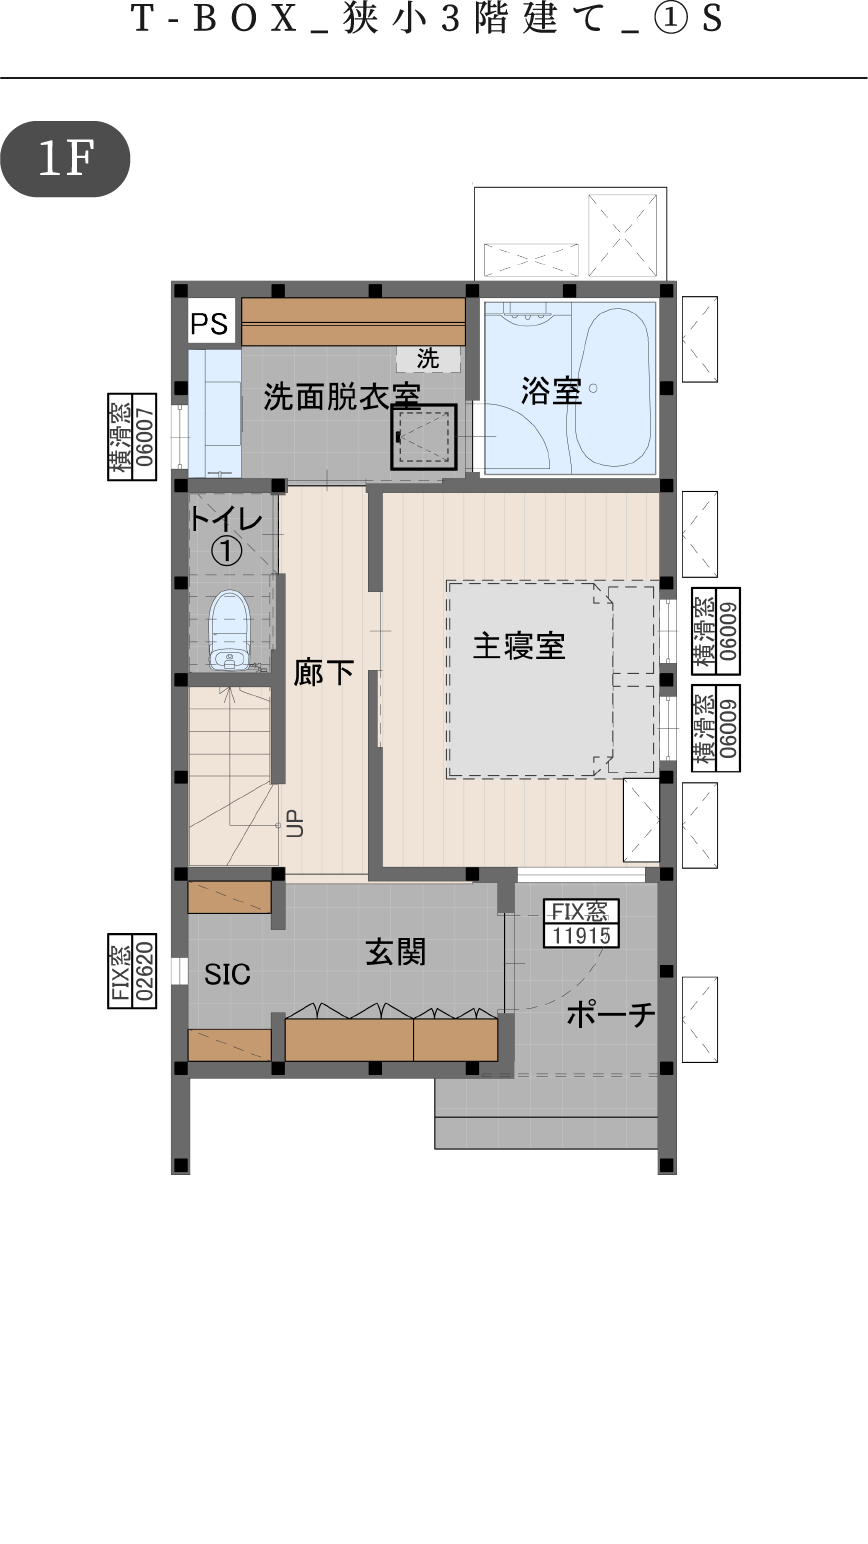 T-BOX_狭小3階建て_①S
1F
PS
洗
洗面脱衣室
浴室
横滑窓
06007
トイレ
①
横滑窓
06009
主寝室
廊下
横滑窓
06009
UP
FIX窓
11915
FIX窓
02620
玄関
SIC
ポーチ